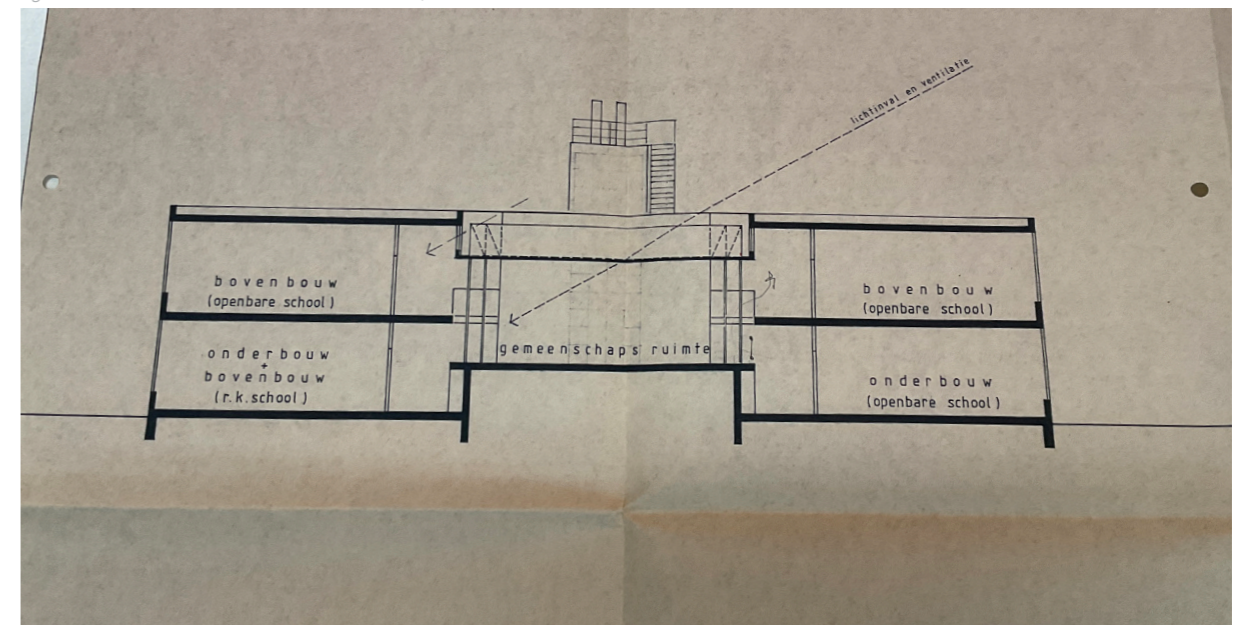 lichtinval en ventilatie
bovenbouw
(openbare school)
bovenbouw
(openbare school)
gemeenschaps ruimte
onderbouw
+
bovenbouw
(r.k.school)
onderbouw
(openbare school)